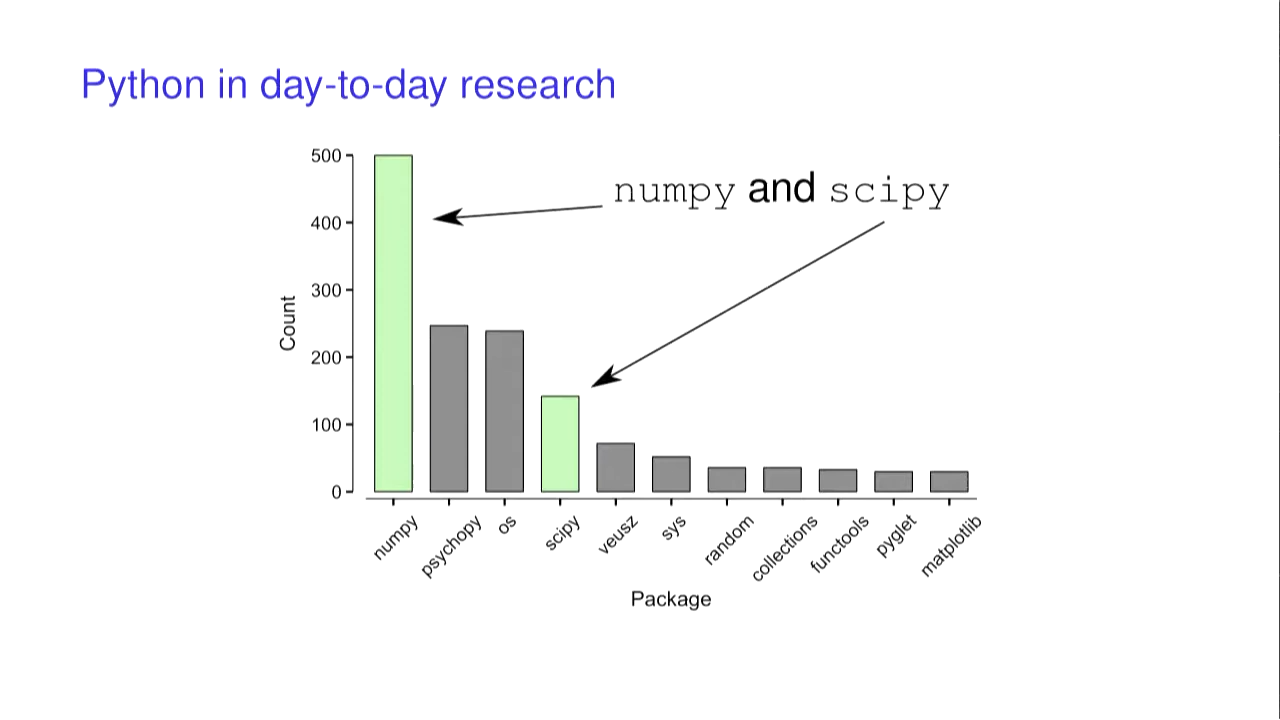 Python in day-to-day research
numpy and scipy
500
400
300
200
100
0
Count
numpy
psychopy
os
scipy
veusz
sys
random
collections
functools
pyglet
matplotlib
Package